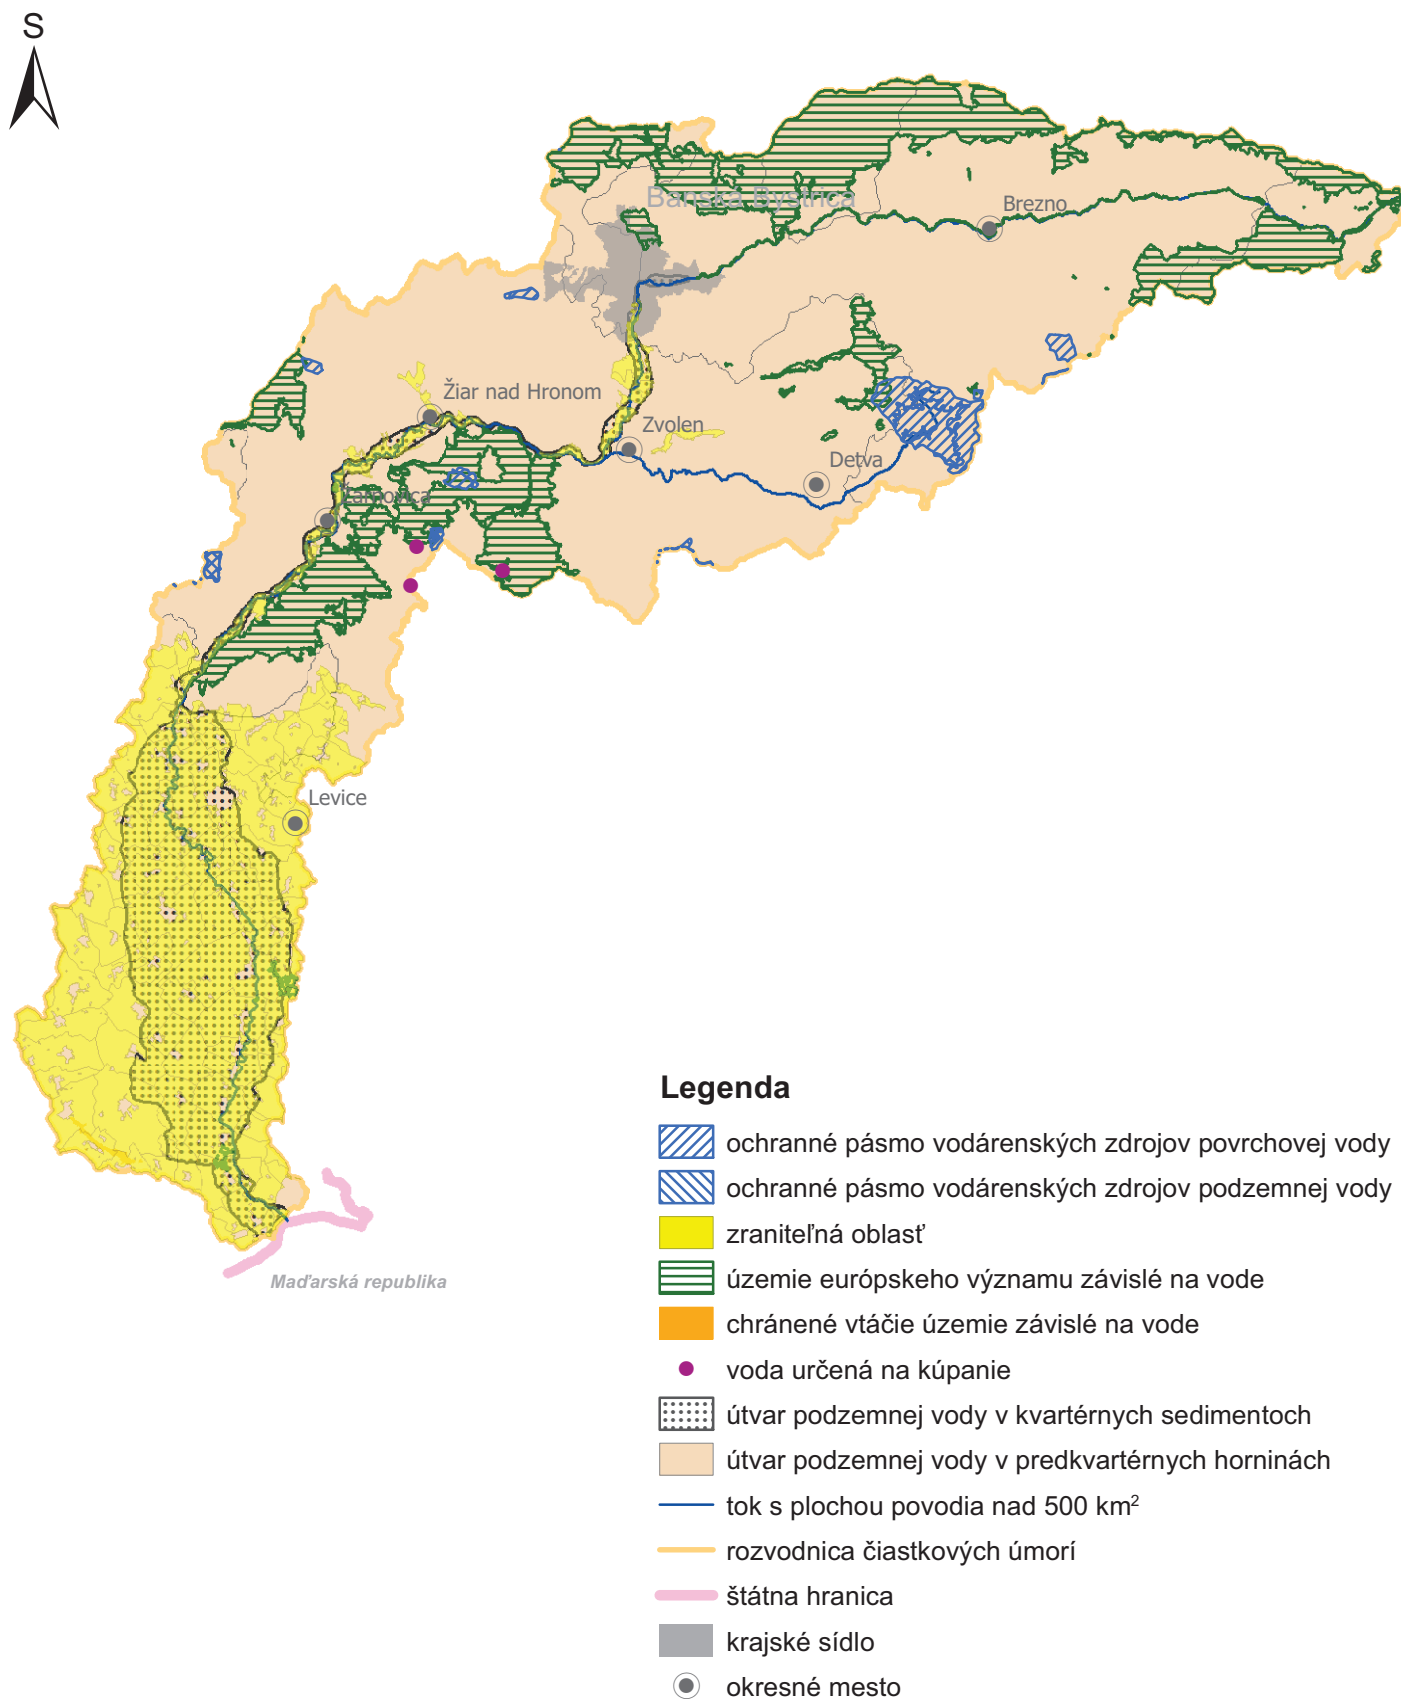 S
Banská Bystrica
Brezno
Žiar nad Hronom
Zvolen
Detva
Žarnovica
Levice
Maďarská republika
Legenda
ochranné pásmo vodárenských zdrojov povrchovej vody
ochranné pásmo vodárenských zdrojov podzemnej vody
zraniteľná oblasť
územie európskeho významu závislé na vode
chránené vtáčie územie závislé na vode
voda určená na kúpanie
útvar podzemnej vody v kvartérnych sedimentoch
útvar podzemnej vody v predkvartérnych horninách
tok s plochou povodia nad 500 km²
rozvodnica čiastkových úmorí
štátna hranica
krajské sídlo
okresné mesto